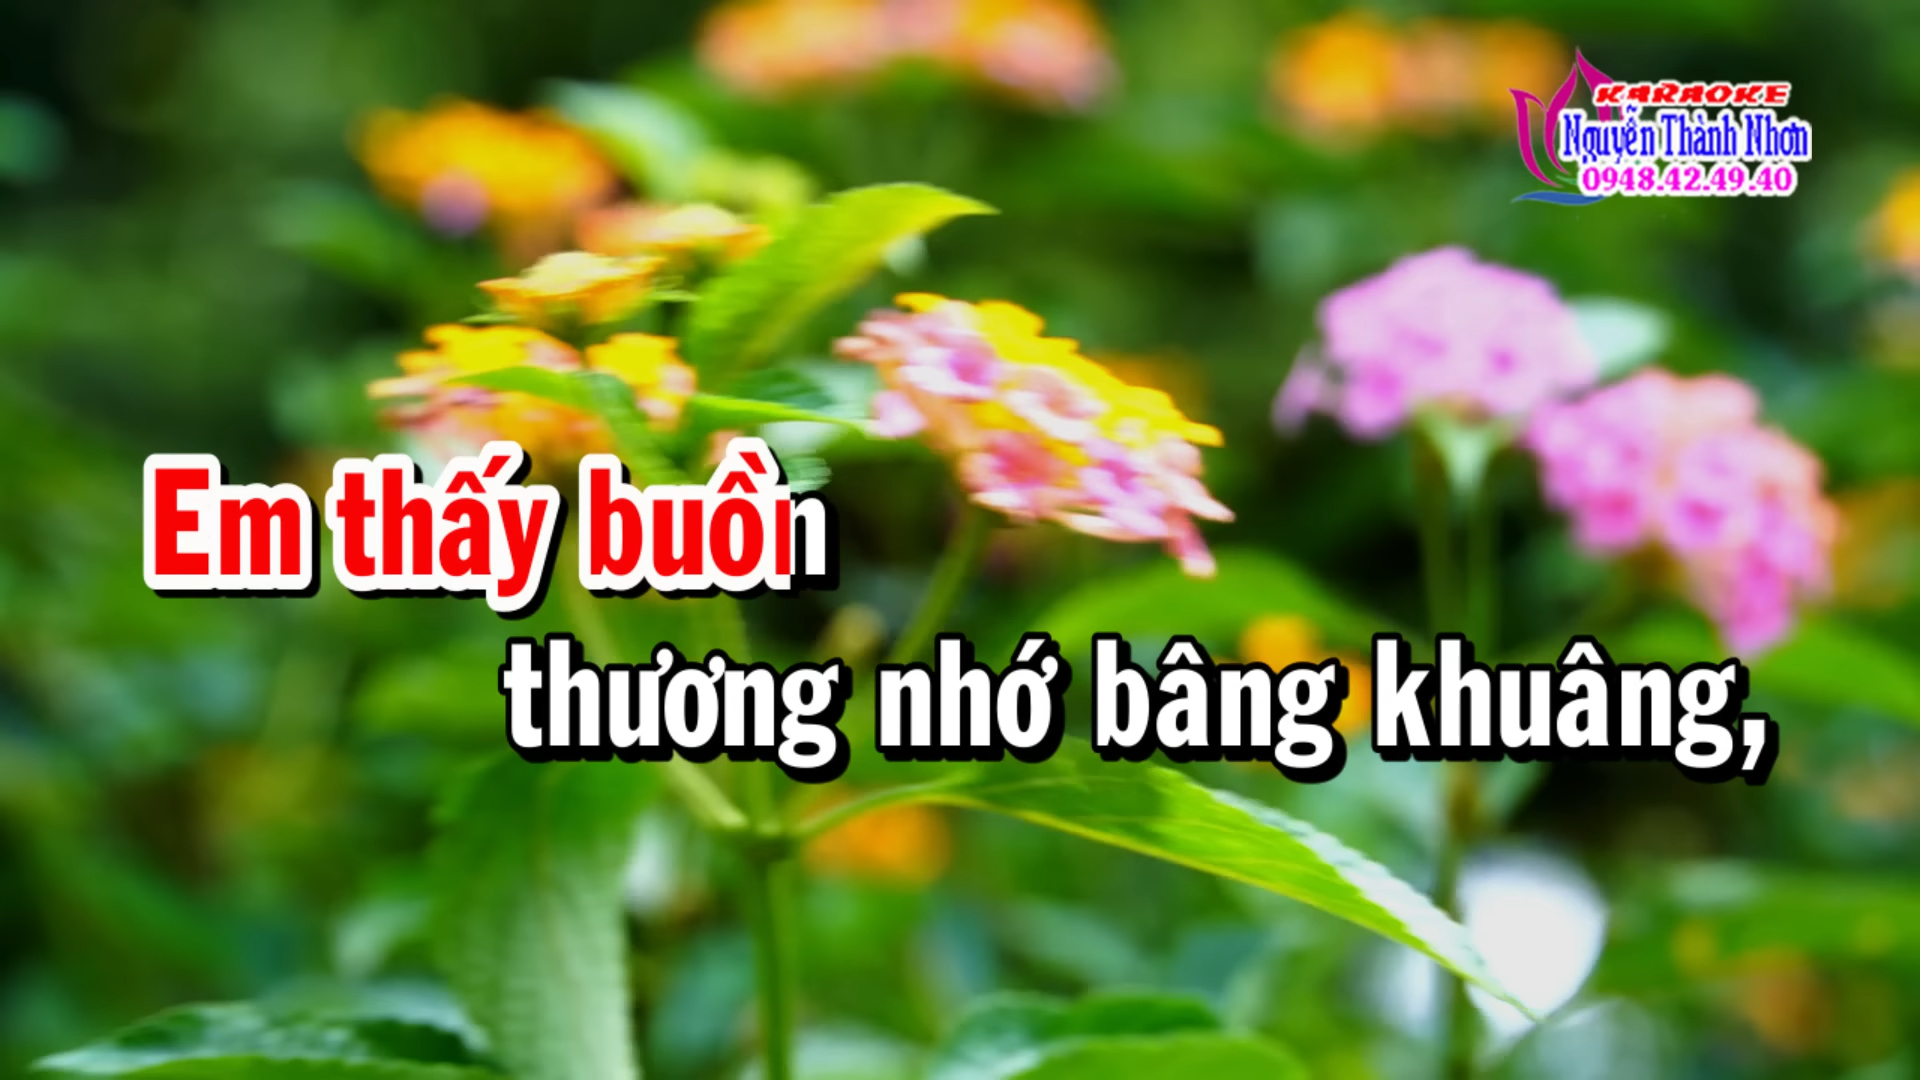 KARAOKE
Nguyễn Thành Nhơn
0948.42.49.40
Em thấy buồn
thương nhớ bâng khuâng,